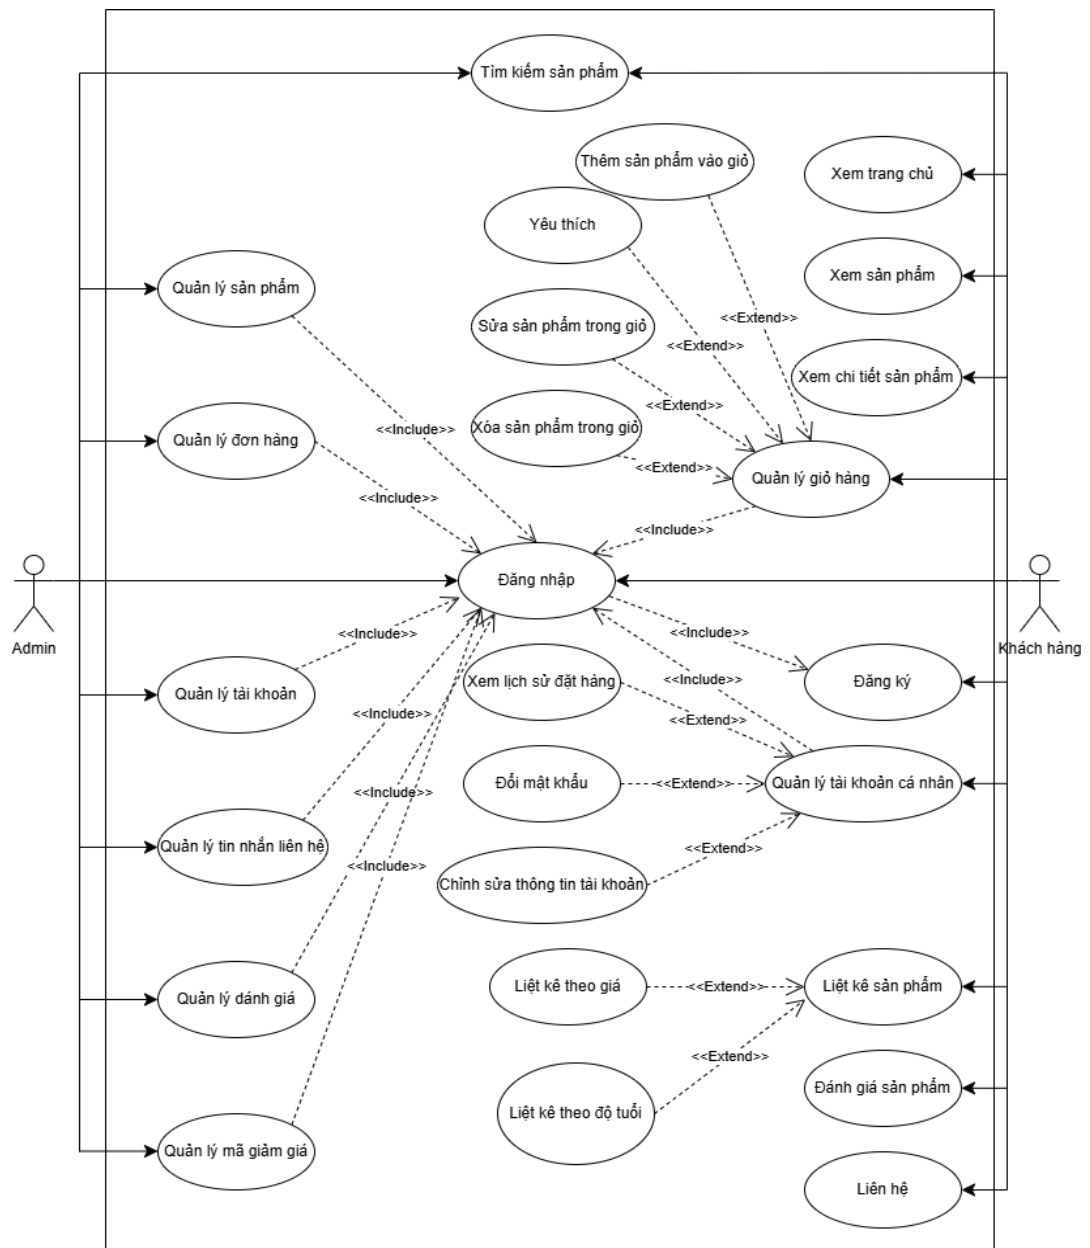 Tìm kiếm sản phẩm
Thêm sản phẩm vào giỏ
Xem trang chủ
Yêu thích
Xem sản phẩm
Quản lý sản phẩm
<<Extend>>
Sửa sản phẩm trong giỏ
<<Extend>>
Xem chi tiết sản phẩm
<<Extend>>
Xóa sản phẩm trong giỏ
<<Include>>
Quản lý đơn hàng
<<Extend>>
Quản lý giỏ hàng
<<Include>>
<<Include>>
Đăng nhập
Admin
Khách hàng
<<Include>>
<<Include>>
Xem lịch sử đặt hàng
<<Include>>
Đăng ký
Quản lý tài khoản
<<Include>>
<<Extend>>
Đổi mật khẩu
<<Extend>>
Quản lý tài khoản cá nhân
<<Include>>
Quản lý tin nhắn liên hệ
<<Extend>>
<<Include>>
Chỉnh sửa thông tin tài khoản
Liệt kê theo giá
<<Extend>>
Liệt kê sản phẩm
Quản lý dánh giá
<<Extend>>
Đánh giá sản phẩm
Liệt kê theo độ tuổi
Quản lý mã giảm giá
Liên hệ